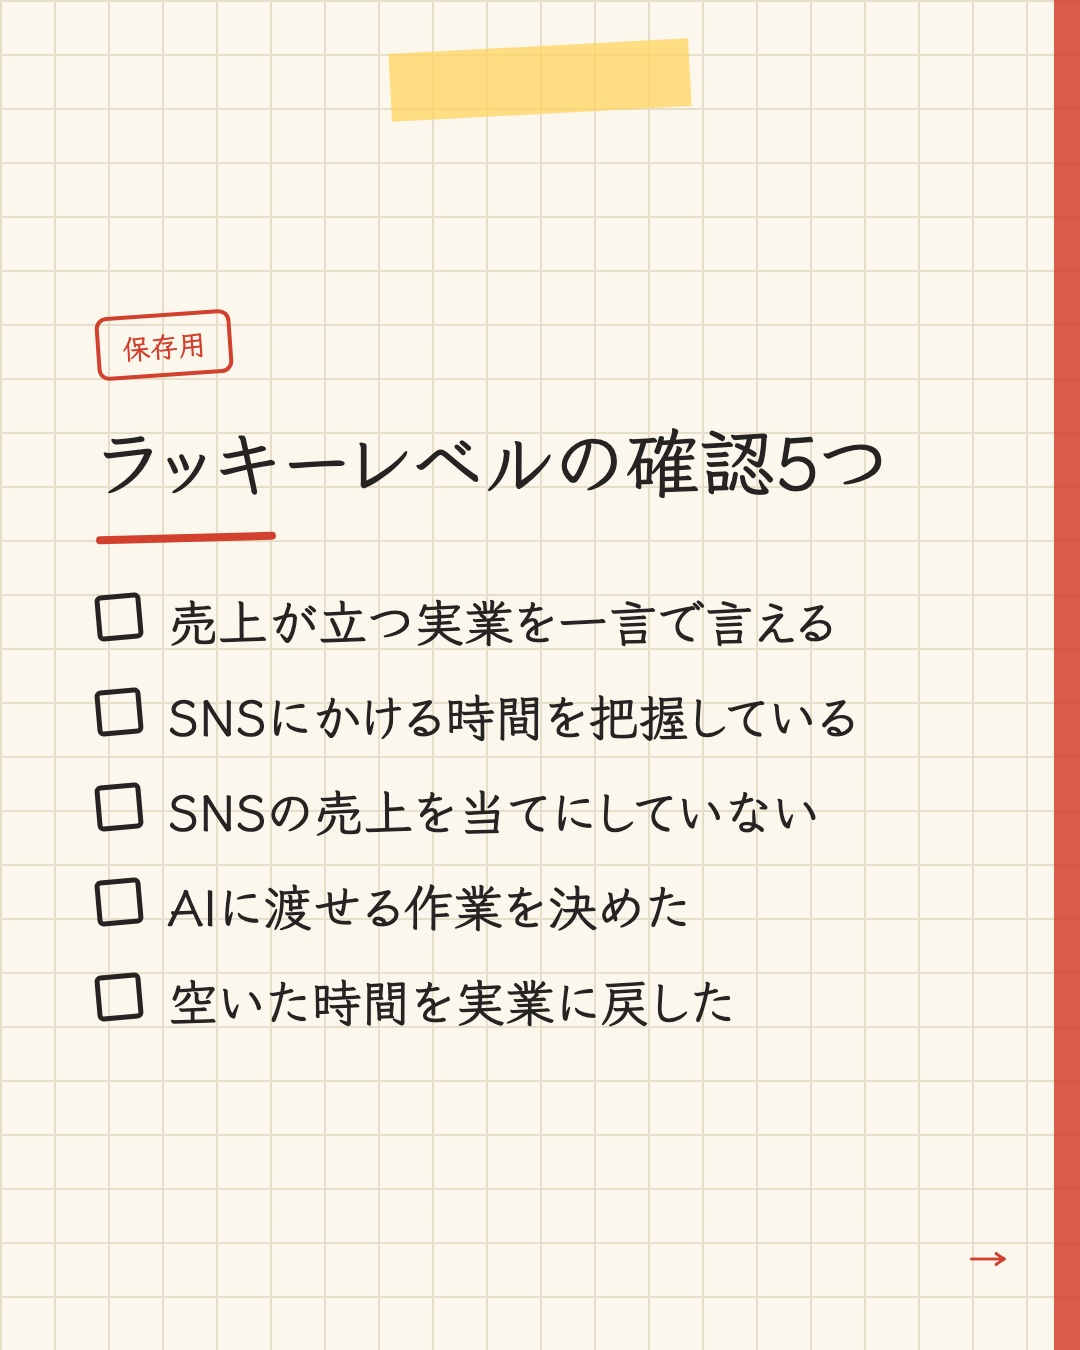 保存用
ラッキーレベルの確認5つ
売上が立つ実業を一言で言える
SNSにかける時間を把握している
SNSの売上を当てにしていない
AIに渡せる作業を決めた
空いた時間を実業に戻した
→